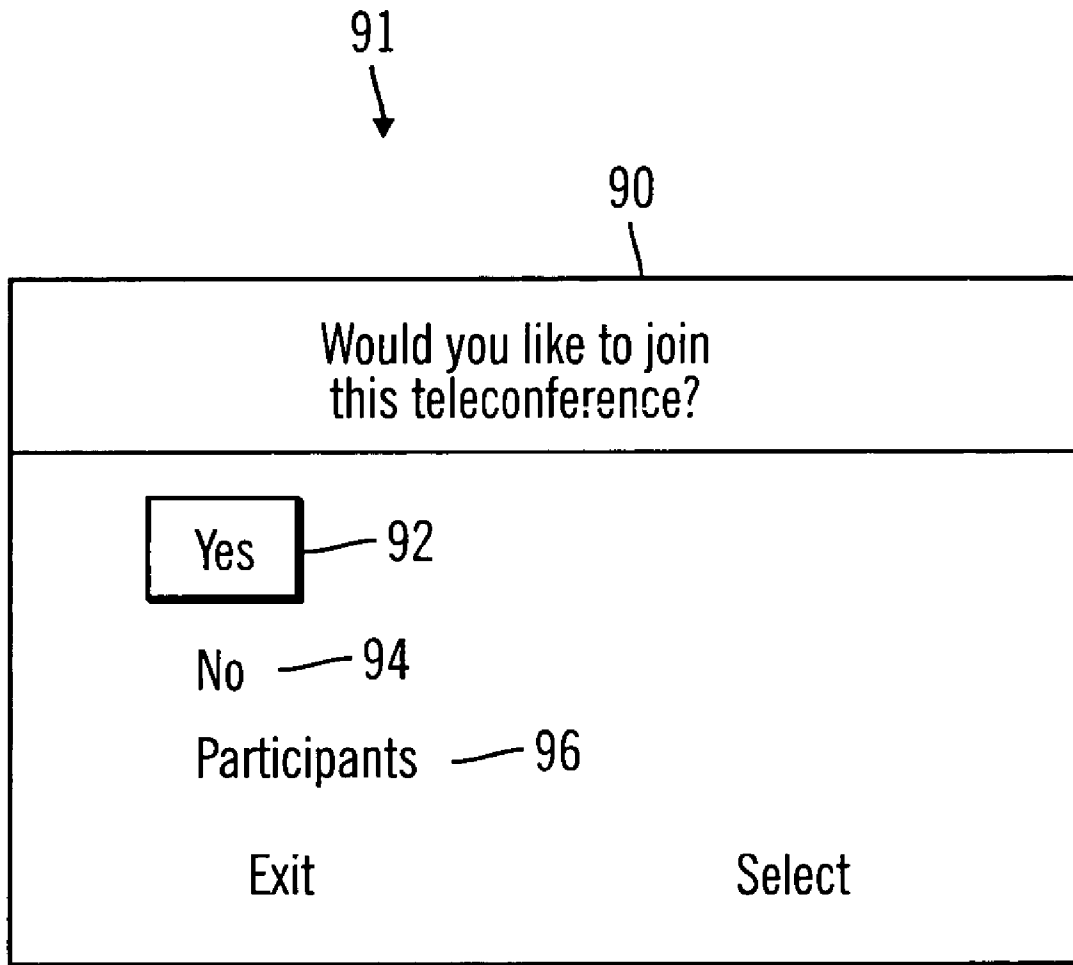 91
90
Would you like to join
this teleconference?
Yes 92
No 94
Participants 96
Exit Select